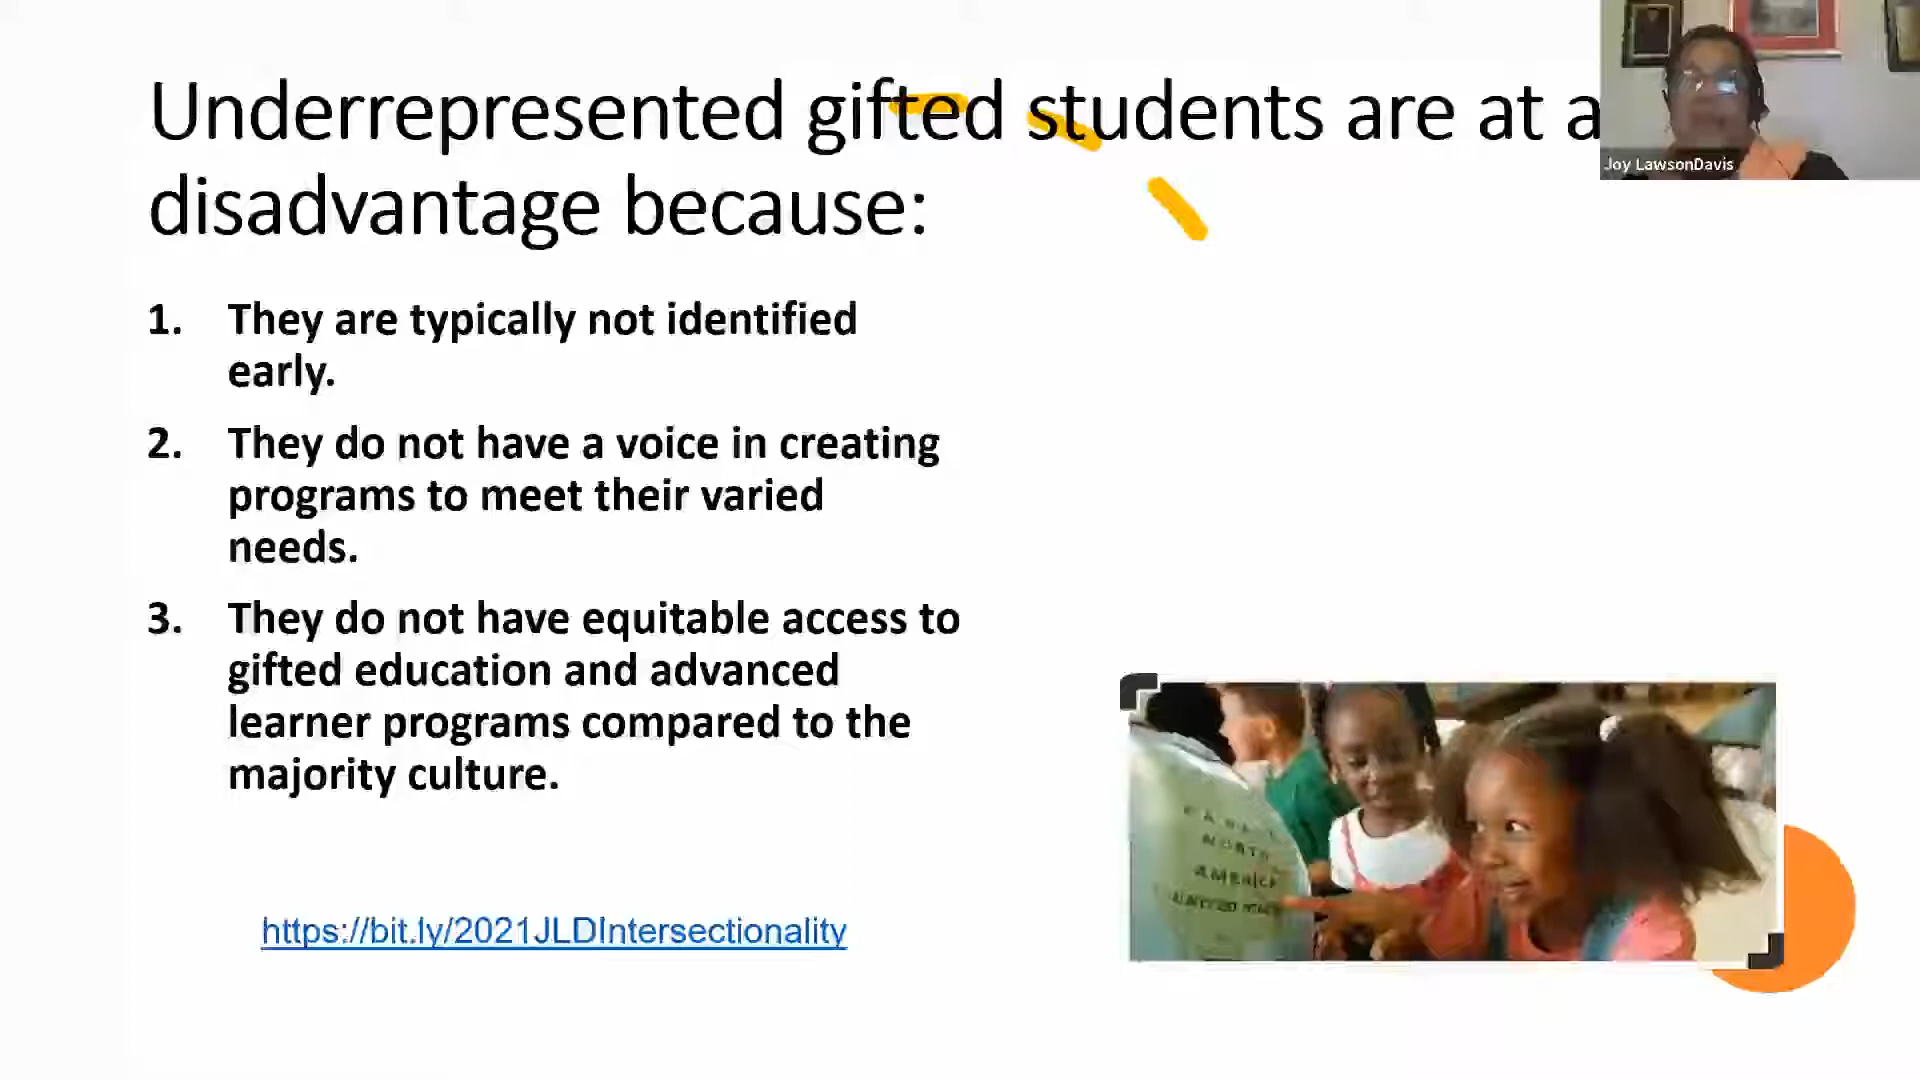 Underrepresented gifted students are at a
disadvantage because:
Joy LawsonDavis
1. They are typically not identified
early.
2. They do not have a voice in creating
programs to meet their varied
needs.
3. They do not have equitable access to
gifted education and advanced
learner programs compared to the
majority culture.
https://bit.ly/2021JLDIntersectionality
NORTH
AMERICA